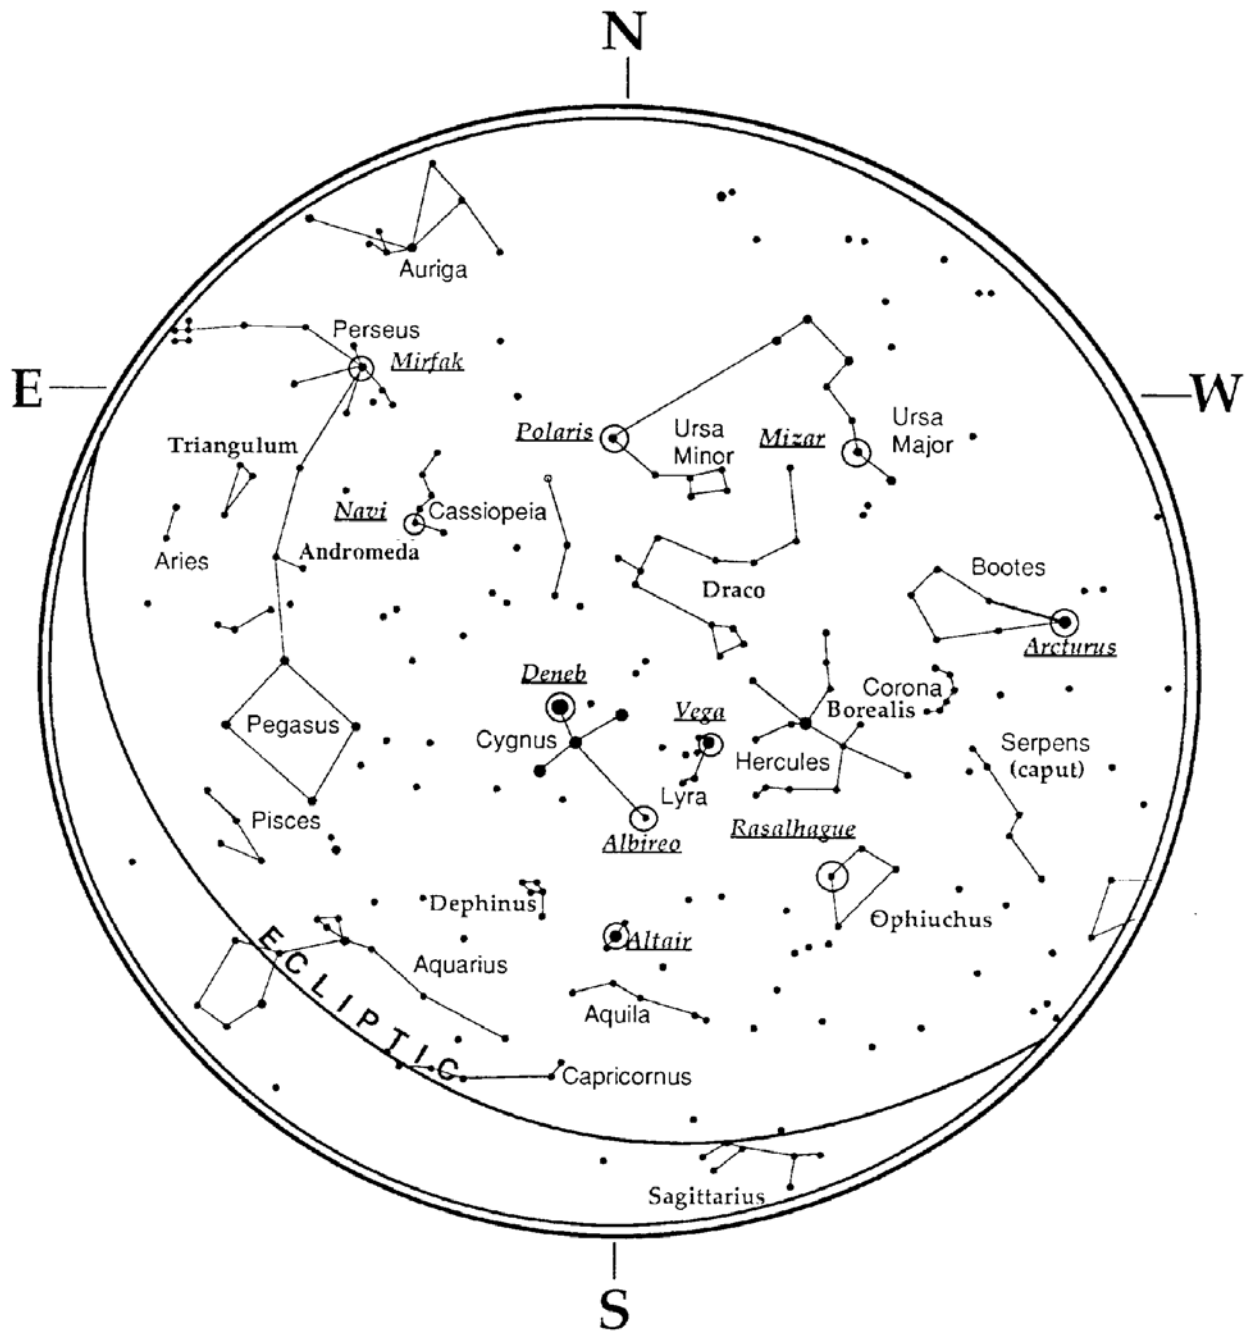 N
Auriga
Perseus
Mirfak
E
W
Polaris
Ursa
Minor
Mizar
Ursa
Major
Triangulum
Navi
Cassiopeia
Aries
Andromeda
Draco
Bootes
Arcturus
Deneb
Vega
Corona
Borealis
Pegasus
Cygnus
Hercules
Serpens
(caput)
Lyra
Pisces
Albireo
Rasalhague
Dephinus
Ophiuchus
Altair
Aquarius
ECLIPTIC
Aquila
Capricornus
Sagittarius
S